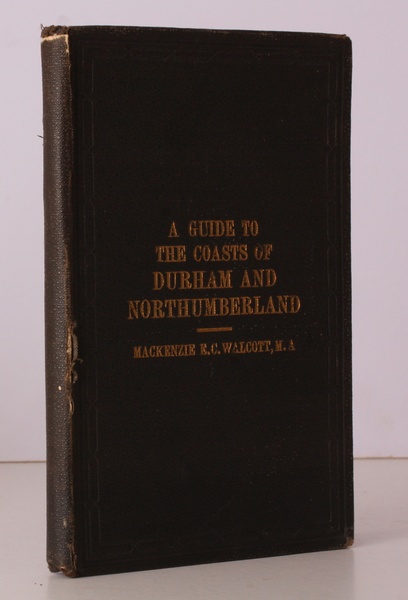 A GUIDE TO
THE COASTS OF
DURHAM AND
NORTHUMBERLAND
MACKENZIE E.C. WALCOTT, M.A